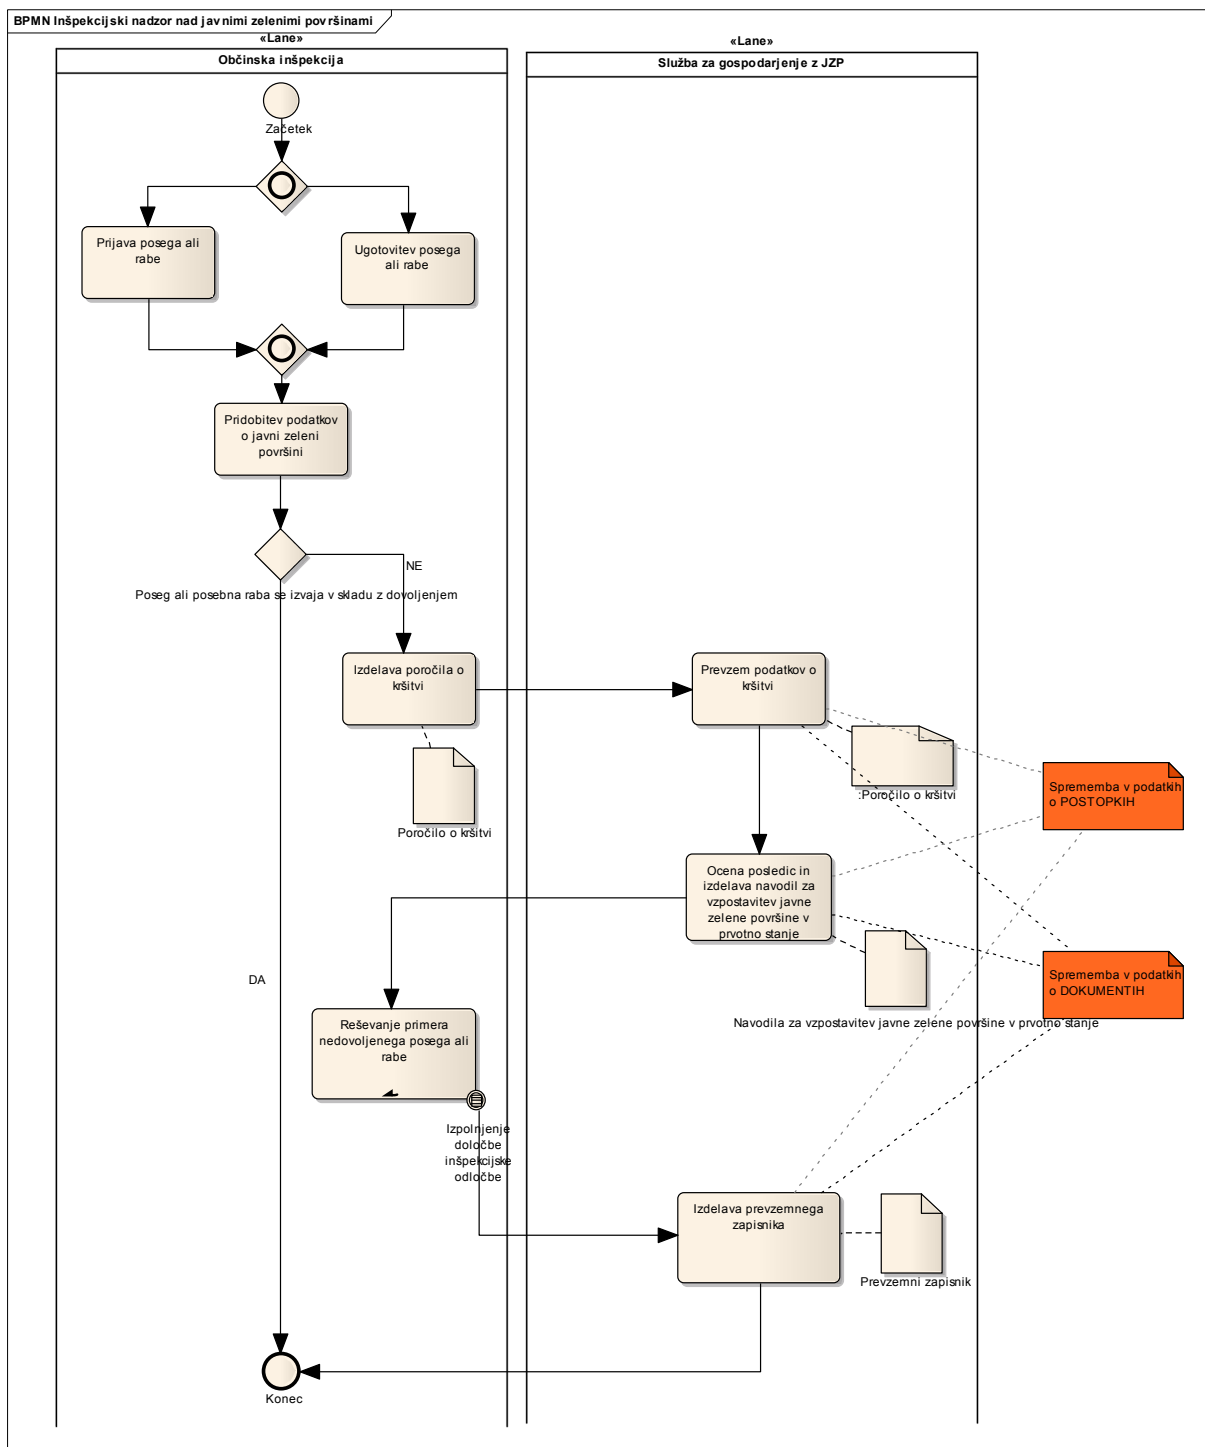 BPMN Inšpekcijski nadzor nad javnimi zelenimi površinami
«Lane»
Občinska inšpekcija
«Lane»
Služba za gospodarjenje z JZP
Začetek
Prijava posega ali
rabe
Ugotovitev posega
ali rabe
Pridobitev podatkov
o javni zeleni
površini
NE
Poseg ali posebna raba se izvaja v skladu z dovoljenjem
Izdelava poročila o
kršitvi
Prevzem podatkov o
kršitvi
Poročilo o kršitvi
:Poročilo o kršitvi
Sprememba v podatkih
o POSTOPKIH
Ocena posledic in
izdelava navodil za
vzpostavitev javne
zelene površine v
prvotno stanje
DA
Sprememba v podatkih
o DOKUMENTIH
Navodila za vzpostavitev javne zelene površine v prvotno stanje
Reševanje primera
nedovoljenega posega ali
rabe
Izpolnjenje
določbe
inšpekcijske
odločbe
Izdelava prevzemnega
zapisnika
Prevzemni zapisnik
Konec